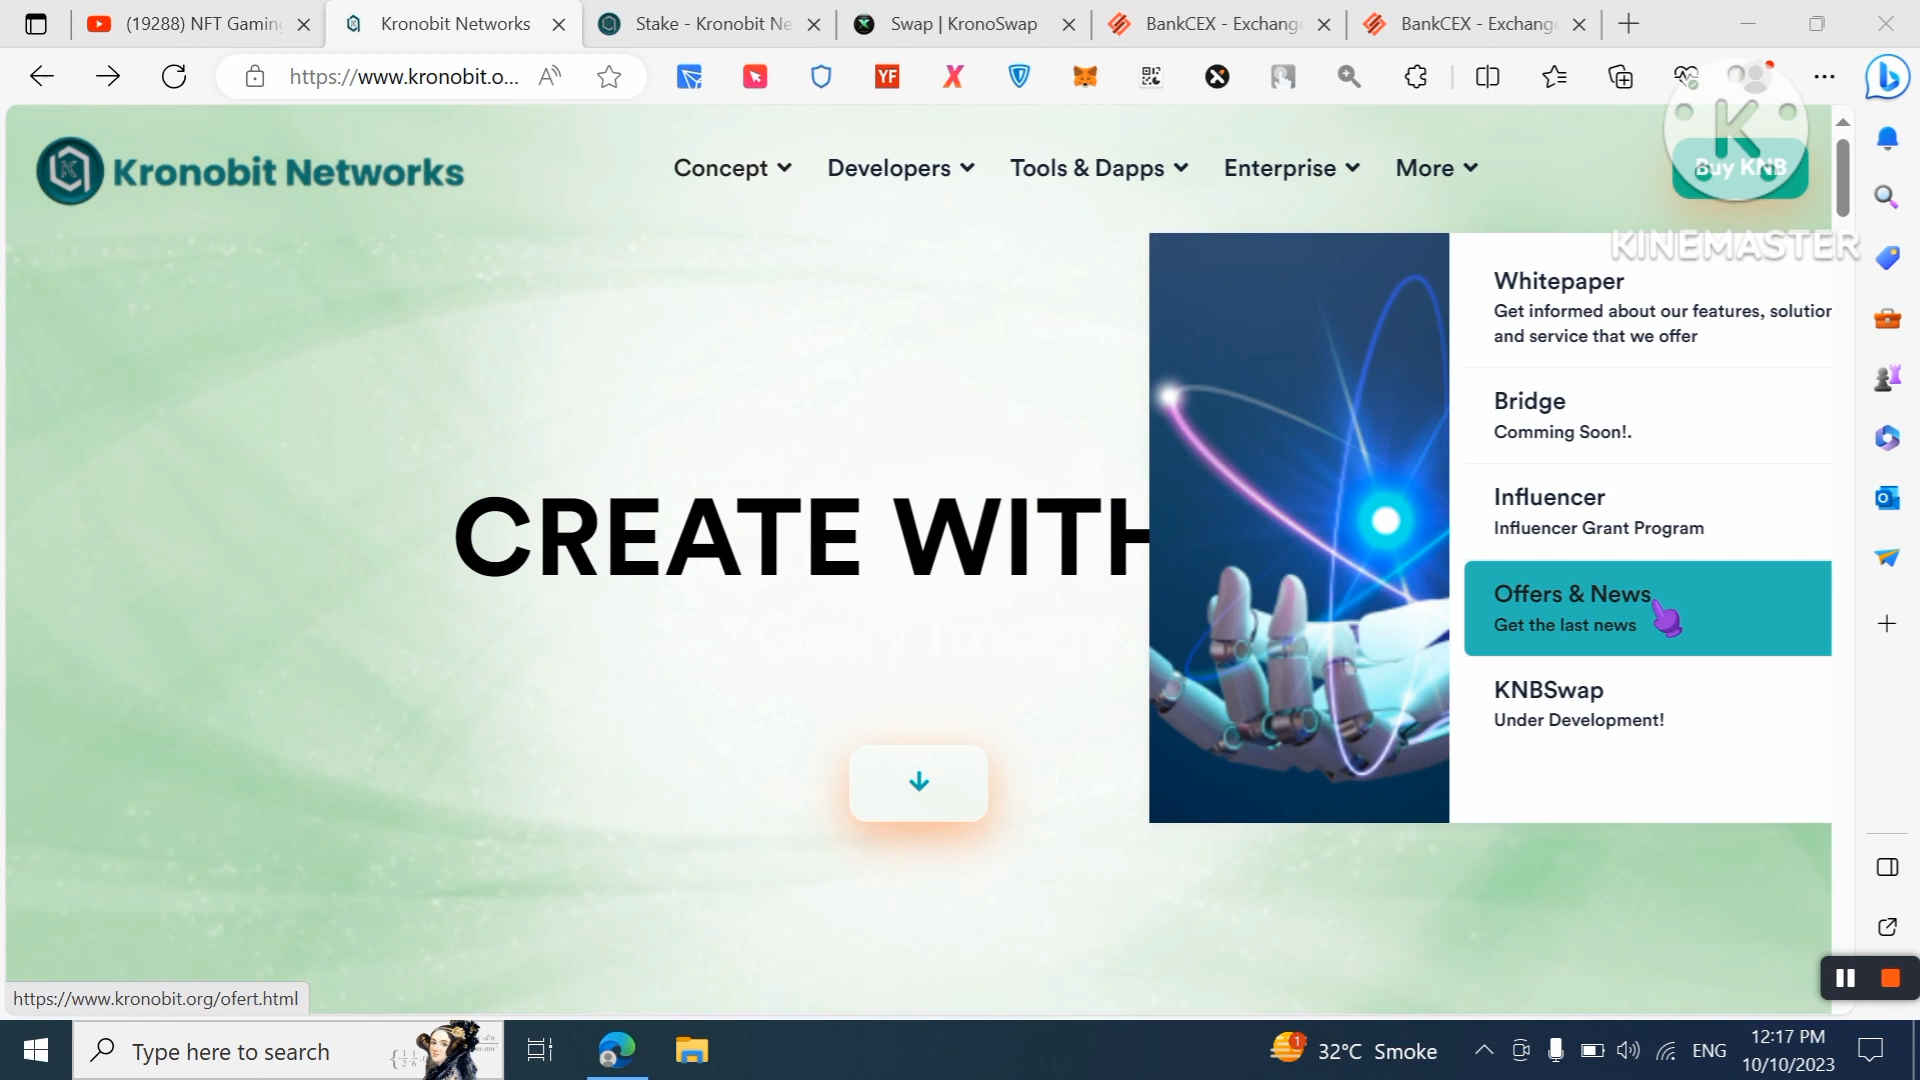 (19288) NFT Gaming
Kronobit Networks
Stake - Kronobit Ne
Swap | KronoSwap
BankCEX - Exchange
BankCEX - Exchange
https://www.kronobit.o...
YF
Kronobit Networks
Concept
Developers
Tools & Dapps
Enterprise
More
Buy KNB
K
KINEMASTER
Whitepaper
Get informed about our features, solution
and service that we offer
Bridge
Comming Soon!.
Influencer
Influencer Grant Program
CREATE WITH
Offers & News
Get the last news
KNBSwap
Under Development!
https://www.kronobit.org/ofert.html
Type here to search
1
32°C Smoke
ENG
12:17 PM
10/10/2023